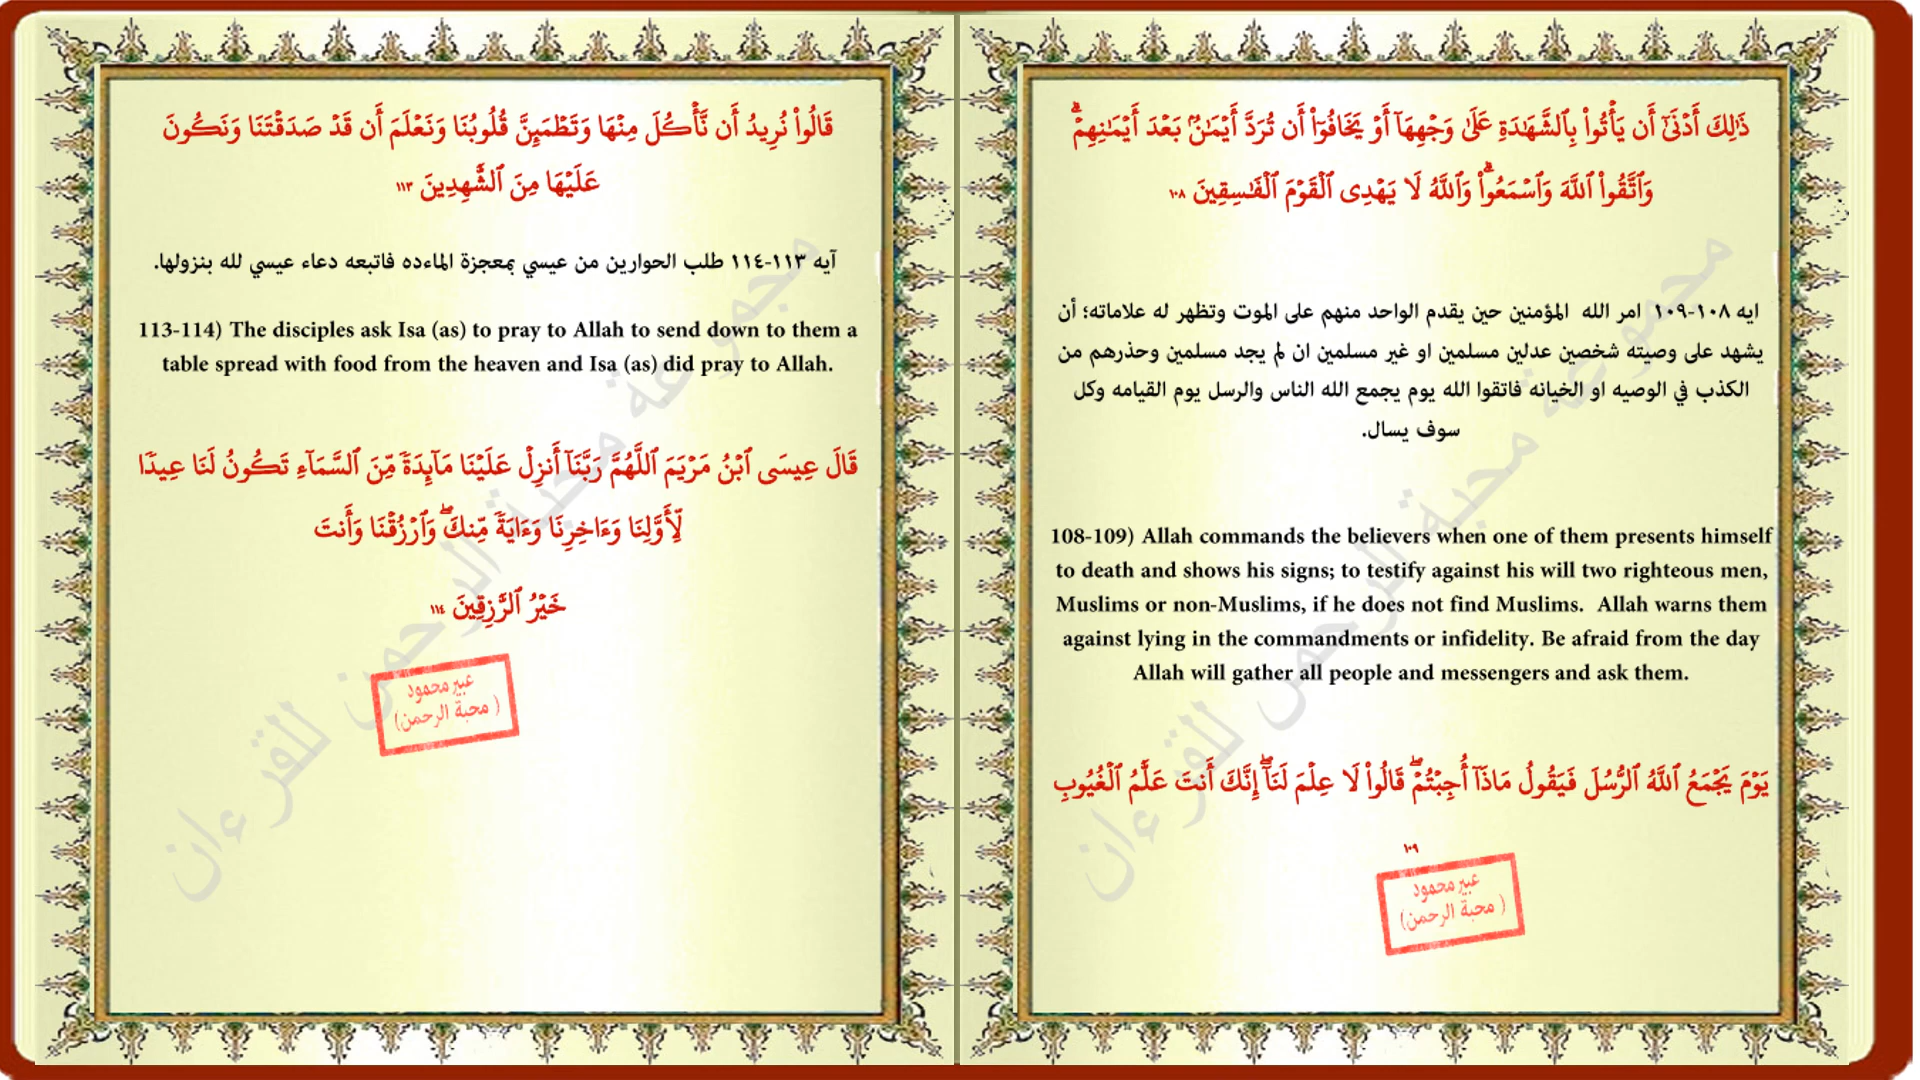 ذَٰلِكَ أَدْنَىٰٓ أَن يَأْتُوا۟ بِٱلشَّهَٰدَةِ عَلَىٰ وَجْهِهَآ أَوْ يَخَافُوٓا۟ أَن تُرَدَّ أَيْمَٰنٌۢ بَعْدَ أَيْمَٰنِهِمْ ۗ
وَٱتَّقُوا۟ ٱللَّهَ وَٱسْمَعُوا۟ ۗ وَٱللَّهُ لَا يَهْدِى ٱلْقَوْمَ ٱلْفَٰسِقِينَ ١٠٨
ايه ١٠٨-١٠٩ امر الله المؤمنين حين يقدم الواحد منهم على الموت وتظهر له علاماته؛ أن
يشهد على وصيته شخصين عدلين مسلمين او غير مسلمين ان لم يجد مسلمين وحذرهم من
الكذب في الوصيه او الخيانه فاتقوا الله يوم يجمع الله الناس والرسل يوم القيامه وكل
سوف يسال.
108-109) Allah commands the believers when one of them presents himself
to death and shows his signs; to testify against his will two righteous men,
Muslims or non-Muslims, if he does not find Muslims. Allah warns them
against lying in the commandments or infidelity. Be afraid from the day
Allah will gather all people and messengers and ask them.
يَوْمَ يَجْمَعُ ٱللَّهُ ٱلرُّسُلَ فَيَقُولُ مَاذَآ أُجِبْتُمْ ۖ قَالُوا۟ لَا عِلْمَ لَنَآ ۖ إِنَّكَ أَنتَ عَلَّٰمُ ٱلْغُيُوبِ
١٠٩
عبير محمود
(محبة الرحمن)
مجموعة محبة الرحمن للقرءان
قَالُوا۟ نُرِيدُ أَن نَّأْكُلَ مِنْهَا وَتَطْمَئِنَّ قُلُوبُنَا وَنَعْلَمَ أَن قَدْ صَدَقْتَنَا وَنَكُونَ
عَلَيْهَا مِنَ ٱلشَّٰهِدِينَ ١١٣
آيه ١١٣-١١٤ طلب الحوارين من عيسي بمعجزة الماءده فاتبعه دعاء عيسي لله بنزولها.
113-114) The disciples ask Isa (as) to pray to Allah to send down to them a
table spread with food from the heaven and Isa (as) did pray to Allah.
قَالَ عِيسَى ٱبْنُ مَرْيَمَ ٱللَّهُمَّ رَبَّنَآ أَنزِلْ عَلَيْنَا مَآئِدَةً مِّنَ ٱلسَّمَآءِ تَكُونُ لَنَا عِيدًا
لِّأَوَّلِنَا وَءَاخِرِنَا وَءَايَةً مِّنكَ ۖ وَٱرْزُقْنَا وَأَنتَ
خَيْرُ ٱلرَّٰزِقِينَ ١١٤
عبير محمود
(محبة الرحمن)
مجموعة محبة الرحمن للقرءان